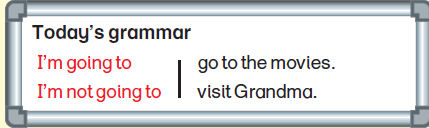 Today's grammar
I'm going to | go to the movies.
I'm not going to | visit Grandma.